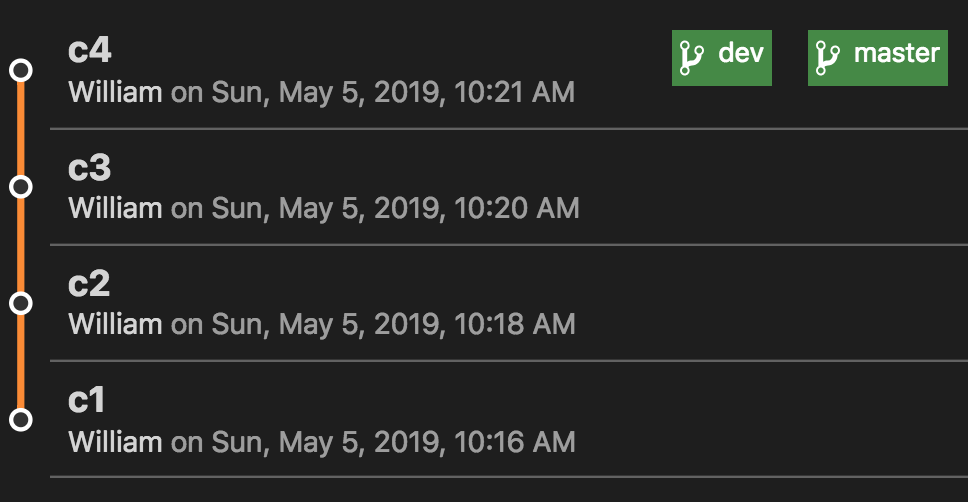 c4
dev
master
William on Sun, May 5, 2019, 10:21 AM
c3
William on Sun, May 5, 2019, 10:20 AM
c2
William on Sun, May 5, 2019, 10:18 AM
c1
William on Sun, May 5, 2019, 10:16 AM